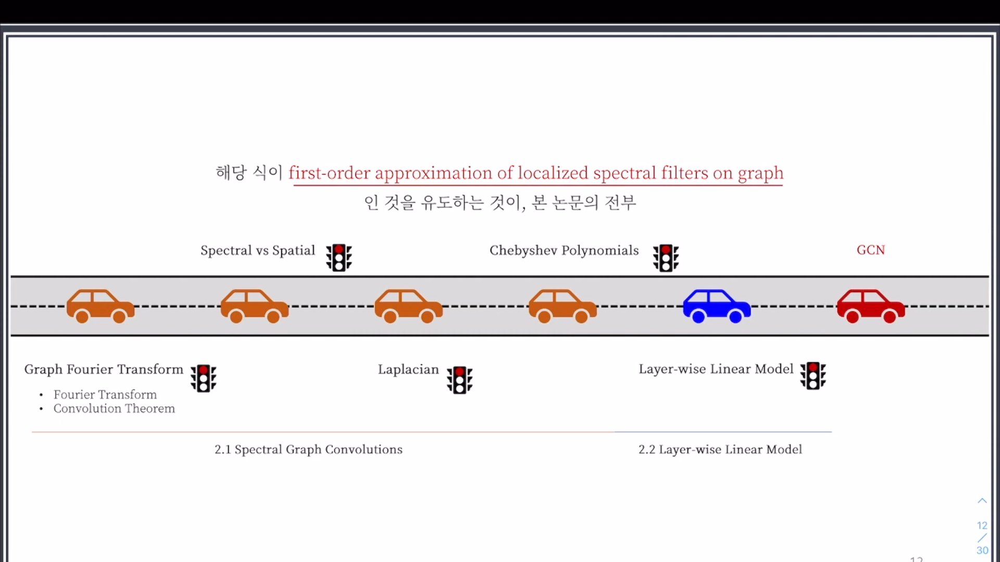 해당 식이 first-order approximation of localized spectral filters on graph
인 것을 유도하는 것이, 본 논문의 전부
Spectral vs Spatial
Chebyshev Polynomials
GCN
Graph Fourier Transform
• Fourier Transform
• Convolution Theorem
Laplacian
Layer-wise Linear Model
2.1 Spectral Graph Convolutions
2.2 Layer-wise Linear Model
12
/
30
12